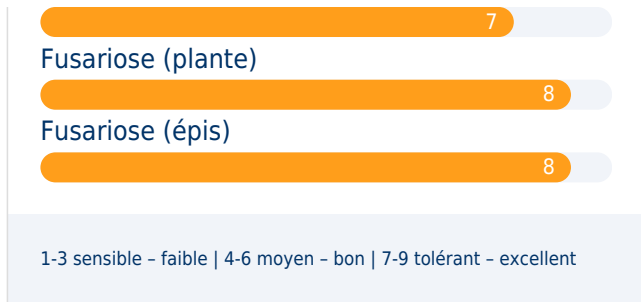 7
Fusariose (plante)
8
Fusariose (épis)
8
1-3 sensible – faible | 4-6 moyen – bon | 7-9 tolérant – excellent